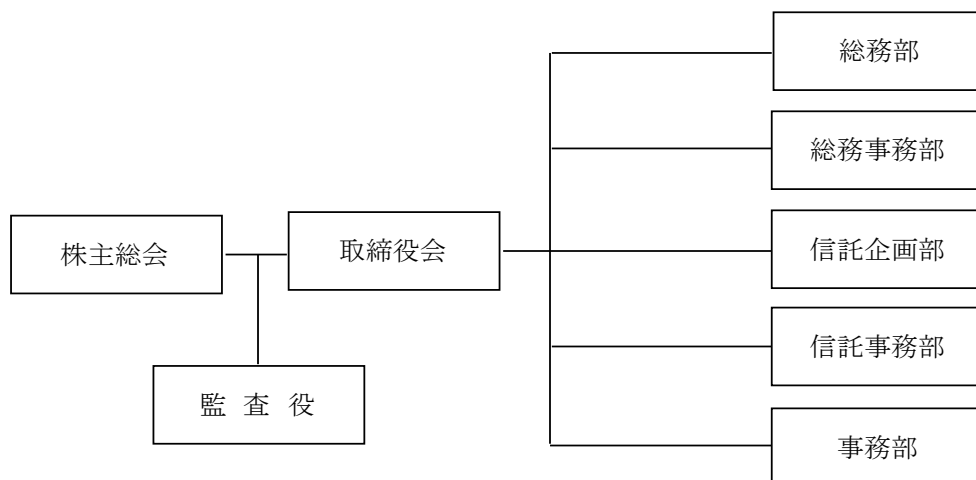 総務部
総務事務部
株主総会
取締役会
信託企画部
信託事務部
監 査 役
事務部